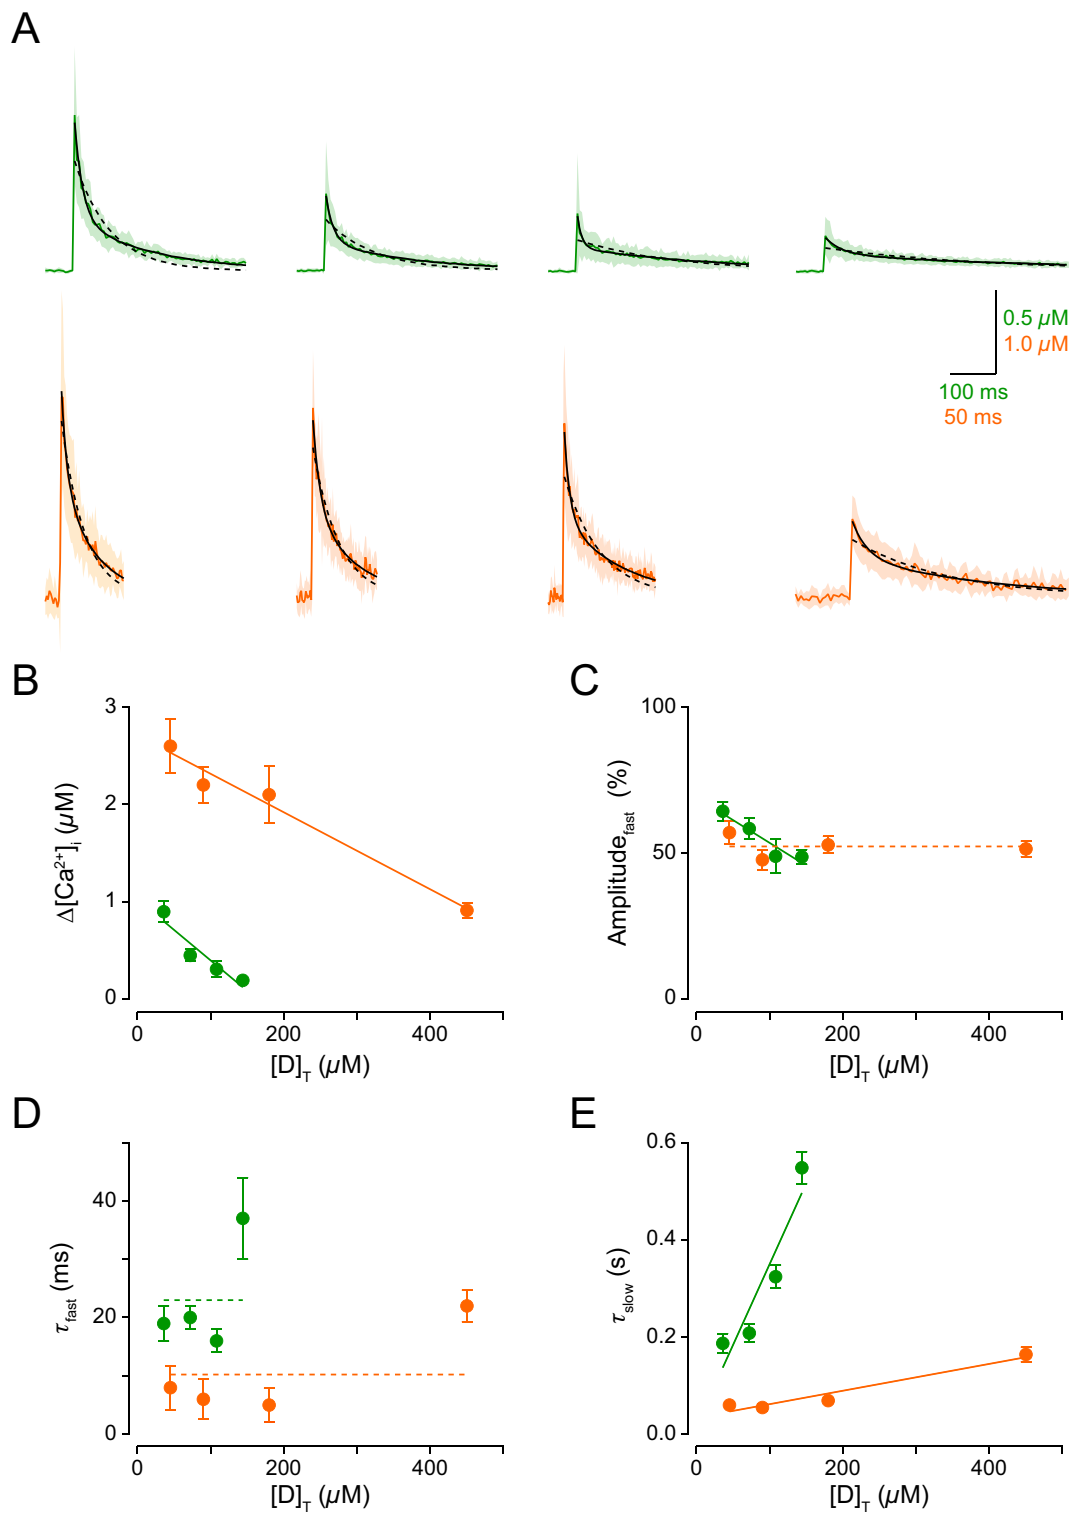 A
0.5 µM
1.0 µM
100 ms
50 ms
B
3
2
1
0
Δ[Ca²⁺]ᵢ (µM)
0 200 400
[D]T (µM)
C
100
50
0
Amplitude fast (%)
0 200 400
[D]T (µM)
D
40
20
0
τfast (ms)
0 200 400
[D]T (µM)
E
0.6
0.4
0.2
0.0
τslow (s)
0 200 400
[D]T (µM)